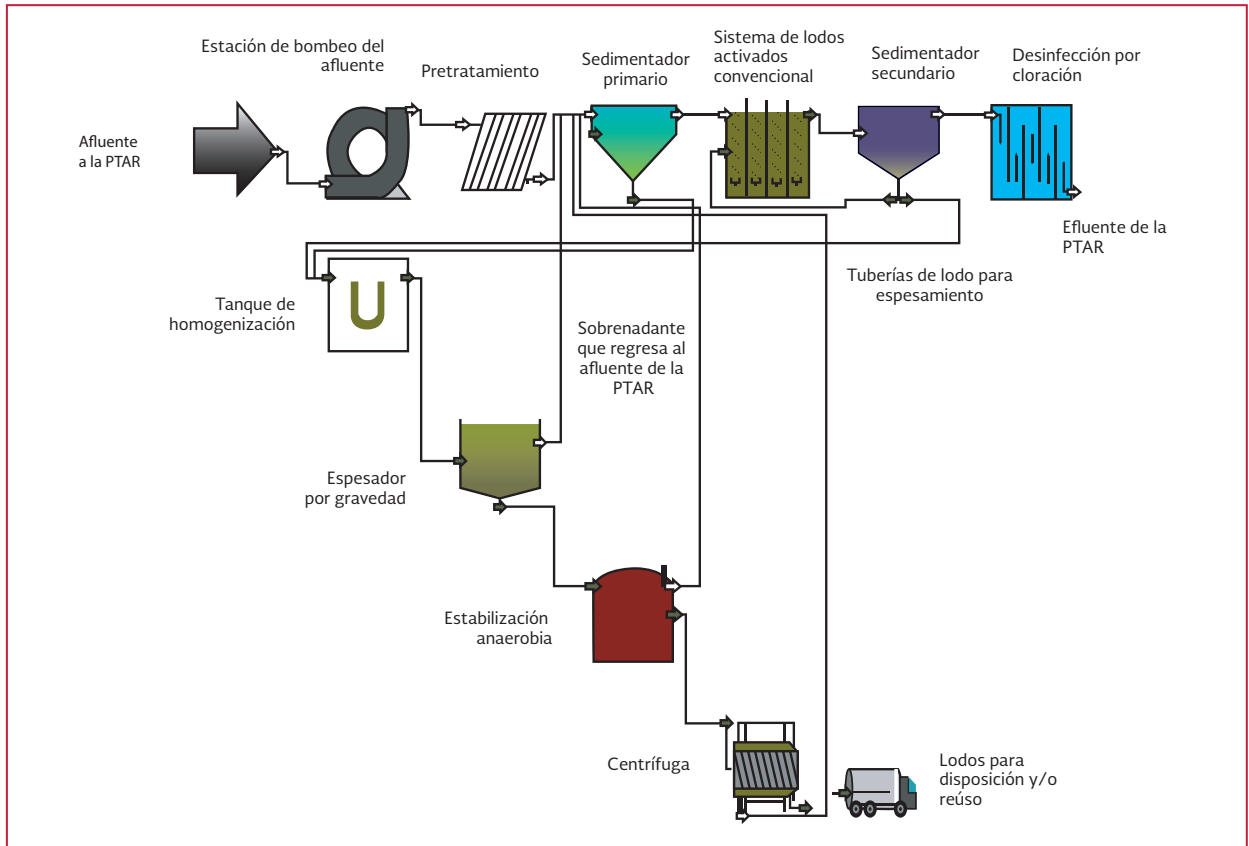 Estación de bombeo del
afluente
Pretratamiento
Sedimentador
primario
Sistema de lodos
activados
convencional
Sedimentador
secundario
Desinfección por
cloración
Afluente
a la PTAR
Efluente de la
PTAR
Tuberías de lodo para
espesamiento
Tanque de
homogenización
U
Sobrenadante
que regresa al
afluente de la
PTAR
Espesador
por gravedad
Estabilización
anaerobia
Centrífuga
Lodos para
disposición y/o
reúso